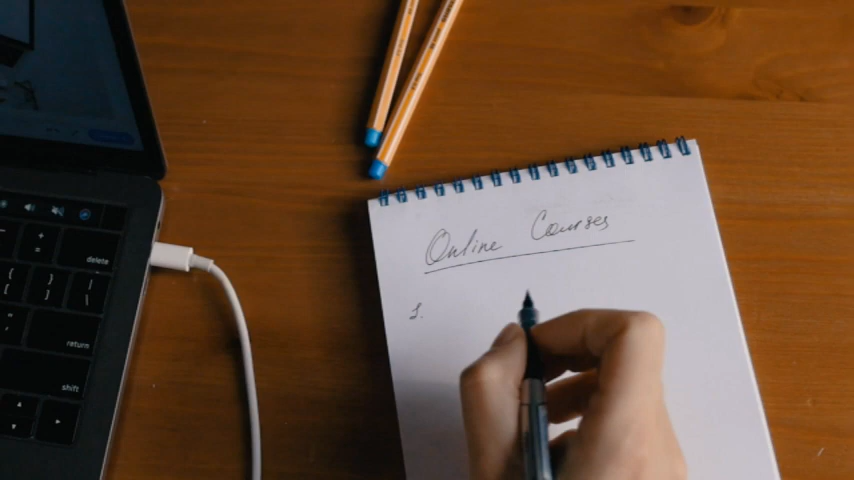 Online Courses
1.
delete
return
shift
+
=
{
[
}
]
|
\
"
'